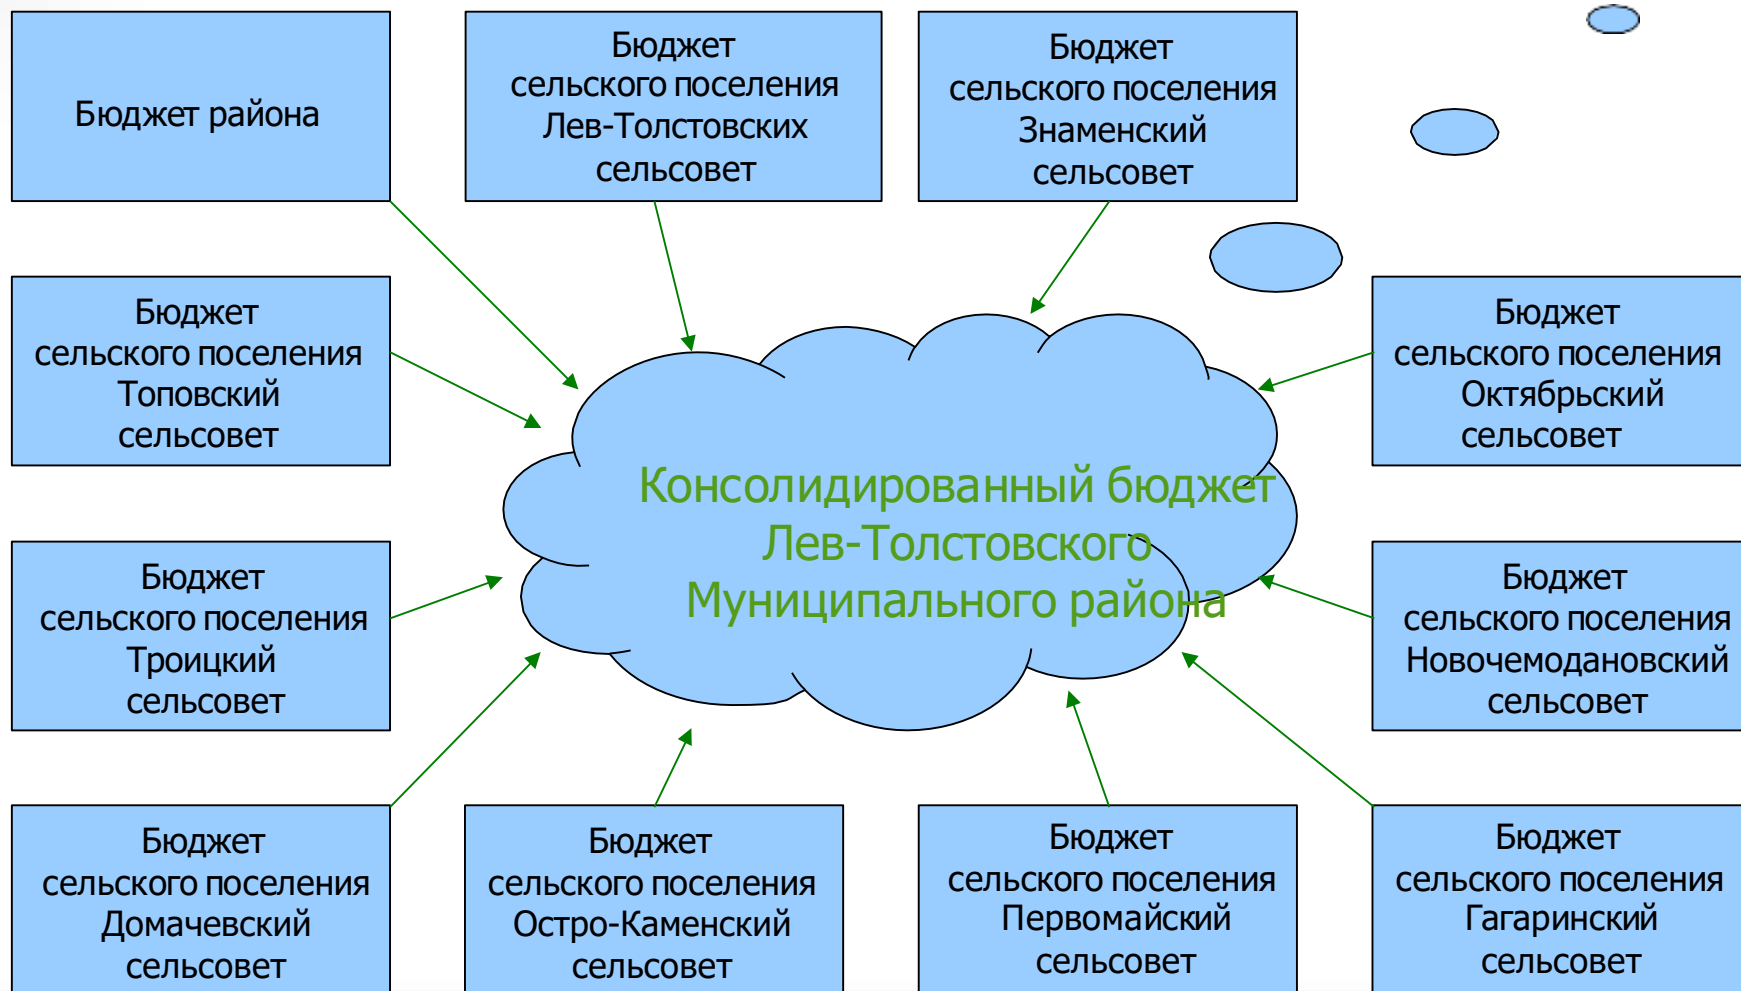 Бюджет района
Бюджет
сельского поселения
Лев-Толстовских
сельсовет
Бюджет
сельского поселения
Знаменский
сельсовет
Бюджет
сельского поселения
Топовский
сельсовет
Бюджет
сельского поселения
Октябрьский
сельсовет
Консолидированный бюджет
Лев-Толстовского
Муниципального района
Бюджет
сельского поселения
Троицкий
сельсовет
Бюджет
сельского поселения
Новочемодановский
сельсовет
Бюджет
сельского поселения
Домачевский
сельсовет
Бюджет
сельского поселения
Остро-Каменский
сельсовет
Бюджет
сельского поселения
Первомайский
сельсовет
Бюджет
сельского поселения
Гагаринский
сельсовет